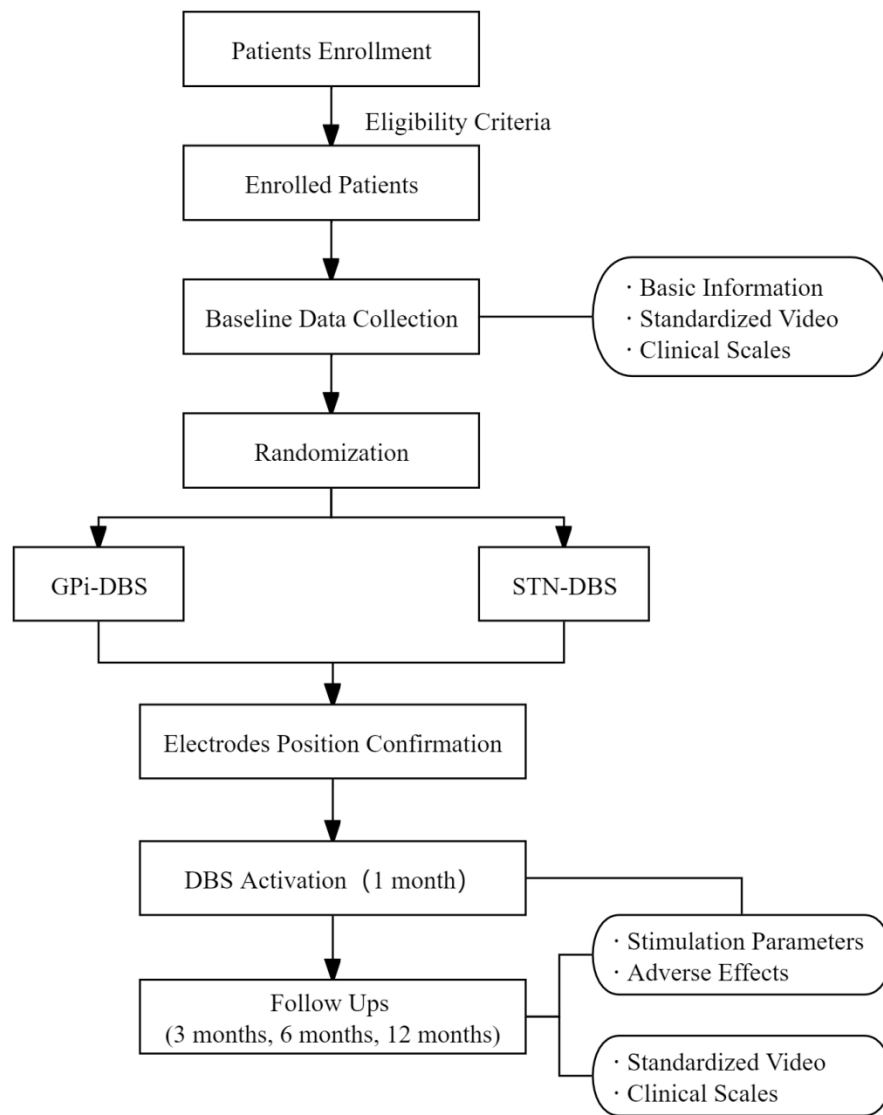 Patients Enrollment
Eligibility Criteria
Enrolled Patients
Baseline Data Collection
· Basic Information
· Standardized Video
· Clinical Scales
Randomization
GPi-DBS
STN-DBS
Electrodes Position Confirmation
DBS Activation（1 month）
· Stimulation Parameters
· Adverse Effects
Follow Ups
(3 months, 6 months, 12 months)
· Standardized Video
· Clinical Scales